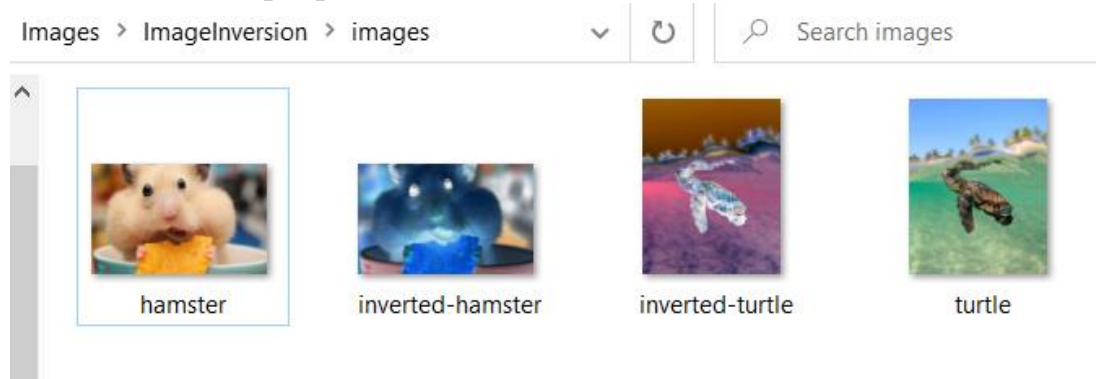 Images > ImageInversion > images
Search images
hamster
inverted-hamster
inverted-turtle
turtle